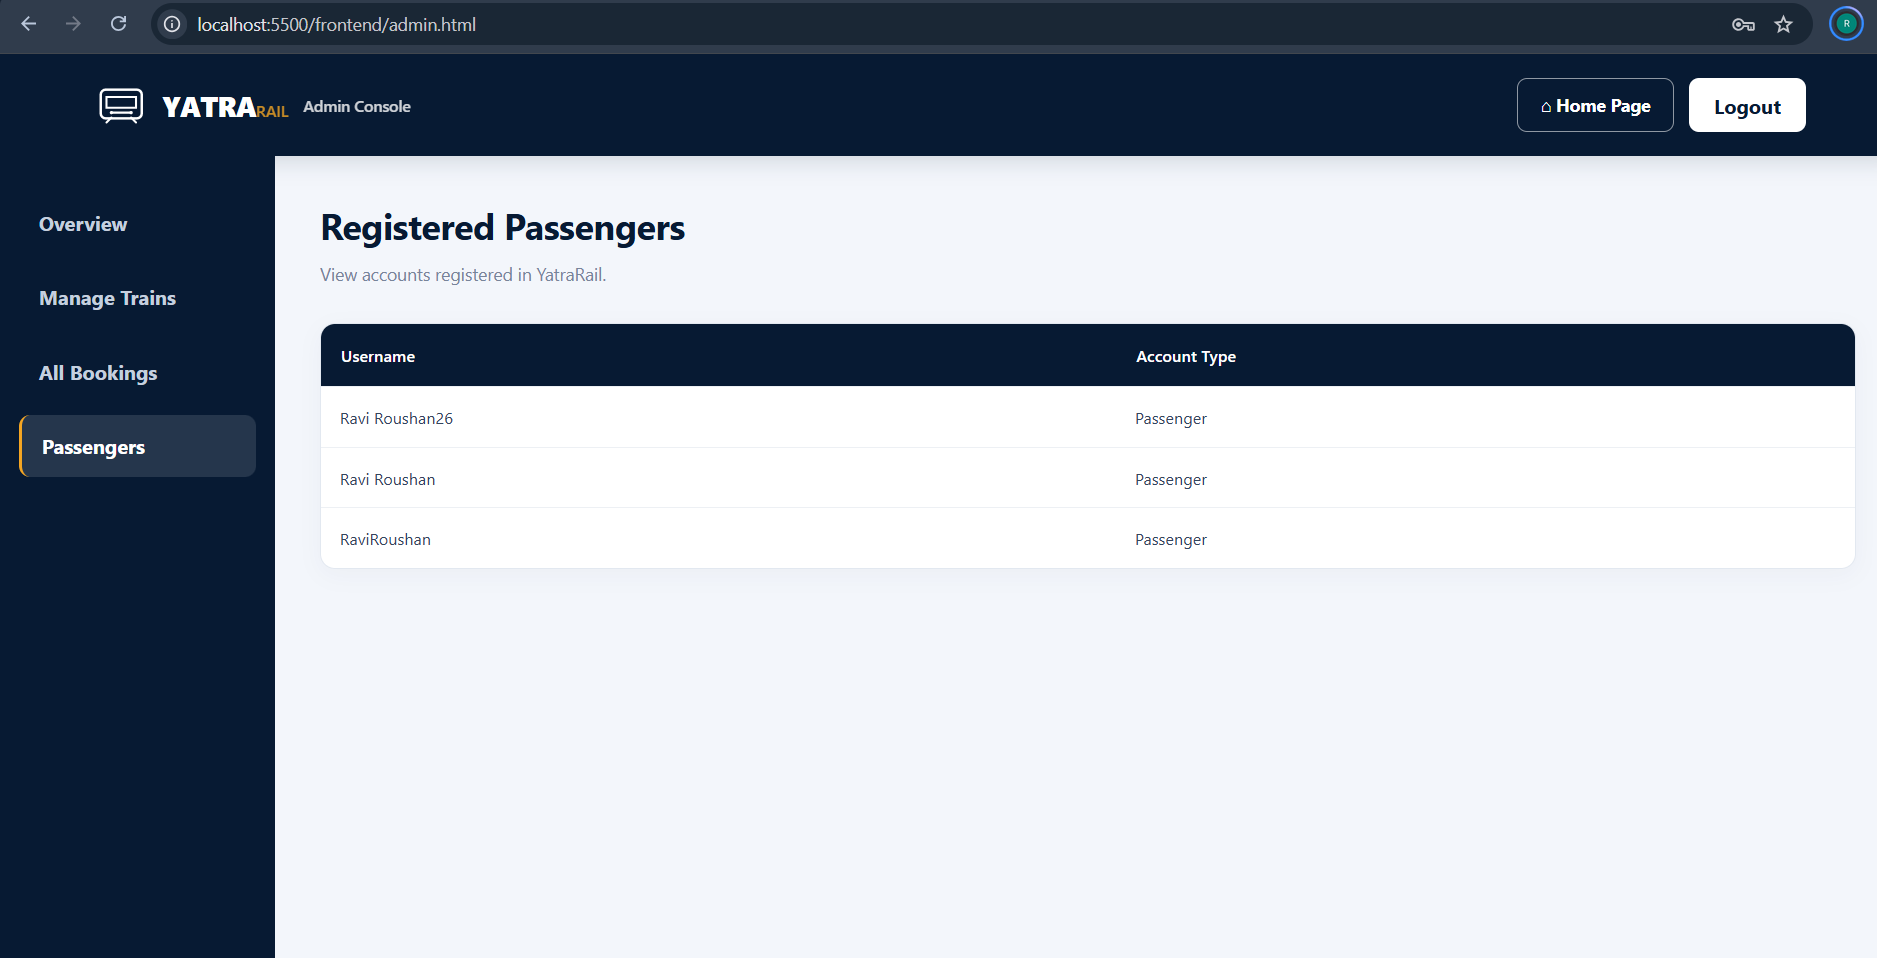 localhost:5500/frontend/admin.html
R
YATRARAIL Admin Console
⌂ Home Page
Logout
Overview
Manage Trains
All Bookings
Passengers
Registered Passengers
View accounts registered in YatraRail.
Username Account Type
Ravi Roushan26 Passenger
Ravi Roushan Passenger
RaviRoushan Passenger